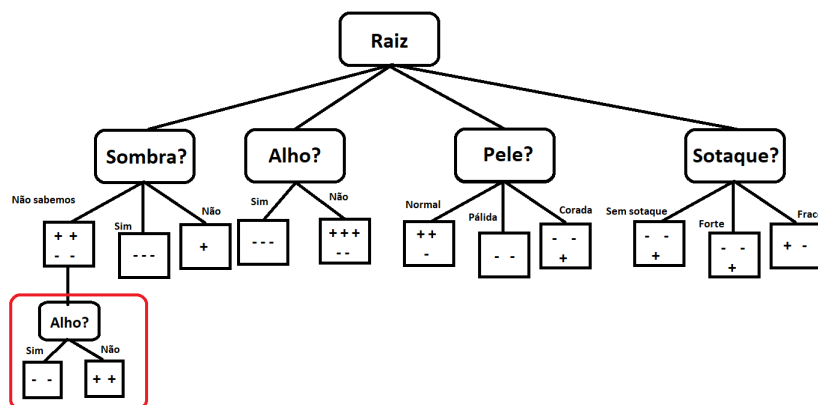 Raiz
Sombra? Alho? Pele? Sotaque?
Não sabemos Sim Não Sim Não Normal Pálida Corada Sem sotaque Forte Fraco
+ + - - - - - + - - - + + + - - + + - - - - - + - - + - - + + -
Alho?
Sim Não
- - + +